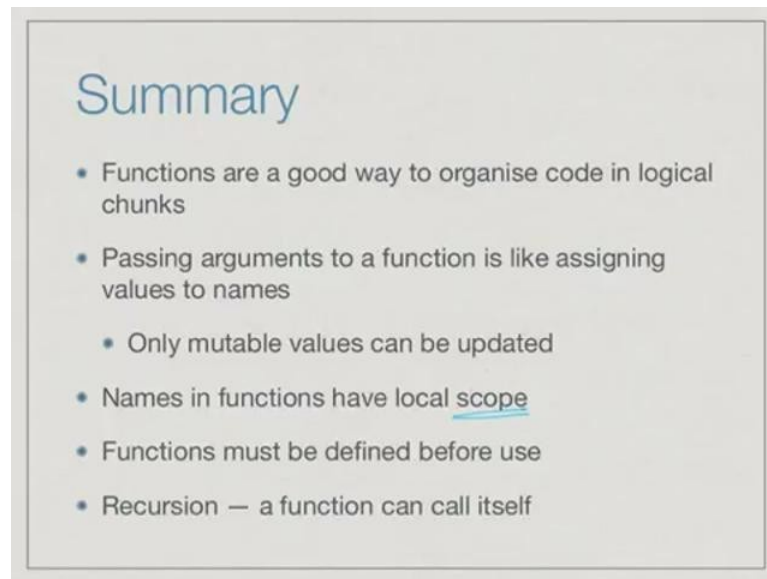 Summary
• Functions are a good way to organise code in logical
chunks
• Passing arguments to a function is like assigning
values to names
• Only mutable values can be updated
• Names in functions have local scope
• Functions must be defined before use
• Recursion — a function can call itself